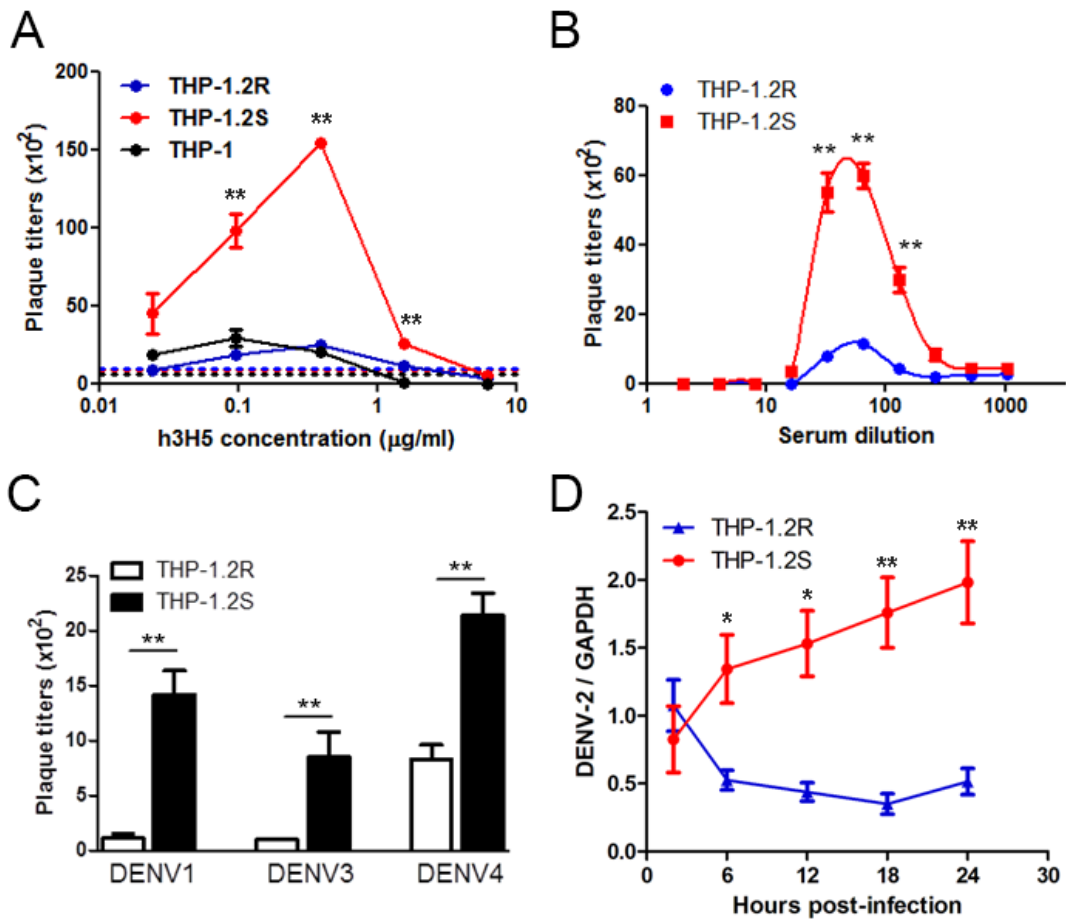 A
Plaque titers (x10²)
200
150
100
50
0
THP-1.2R
THP-1.2S
THP-1
**
**
**
0.01
0.1
1
10
h3H5 concentration (μg/ml)
B
Plaque titers (x10²)
80
60
40
20
0
THP-1.2R
THP-1.2S
**
**
**
1
10
100
1000
Serum dilution
C
Plaque titers (x10²)
25
20
15
10
5
0
THP-1.2R
THP-1.2S
**
**
**
DENV1
DENV3
DENV4
D
DENV-2 / GAPDH
2.5
2.0
1.5
1.0
0.5
0.0
THP-1.2R
THP-1.2S
*
*
**
**
0
6
12
18
24
30
Hours post-infection